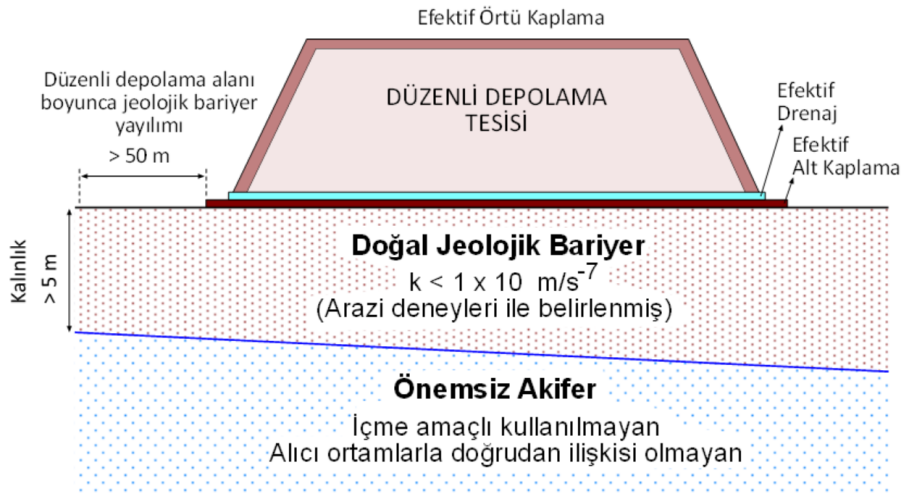 Efektif Örtü Kaplama
Düzenli depolama alanı
boyunca jeolojik bariyer
yayılımı
> 50 m
DÜZENLİ DEPOLAMA
TESİSİ
Efektif
Drenaj
Efektif
Alt Kaplama
Kalınlık
> 5 m
Doğal Jeolojik Bariyer
k < 1 x 10 m/s-7
(Arazi deneyleri ile belirlenmiş)
Önemsiz Akifer
İçme amaçlı kullanılmayan
Alıcı ortamlarla doğrudan ilişkisi olmayan